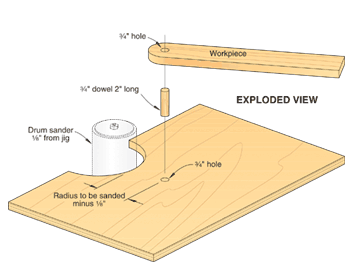 ¾" hole
Workpiece
¾" dowel 2" long
EXPLODED VIEW
Drum sander
⅛" from jig
¾" hole
Radius to be sanded
minus ⅛"